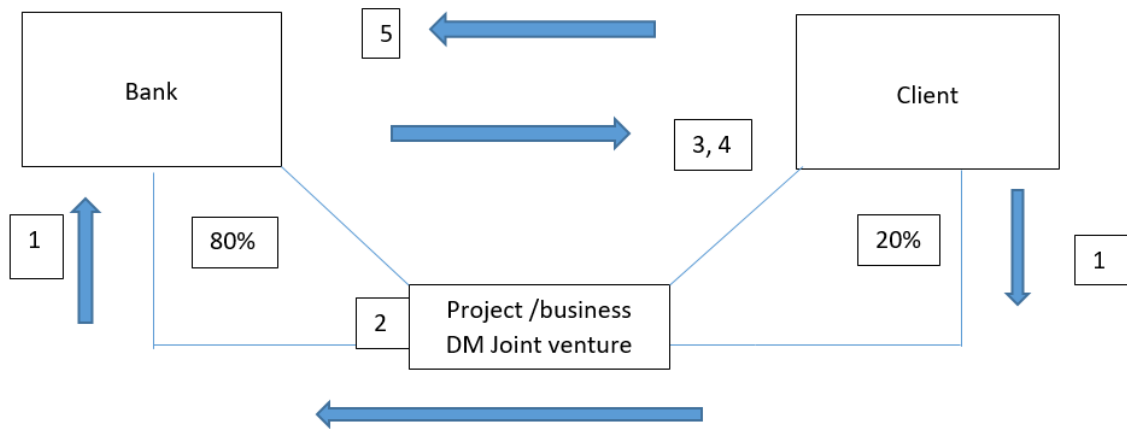 5
Bank
Client
3, 4
1
80%
20%
1
2
Project /business
DM Joint venture